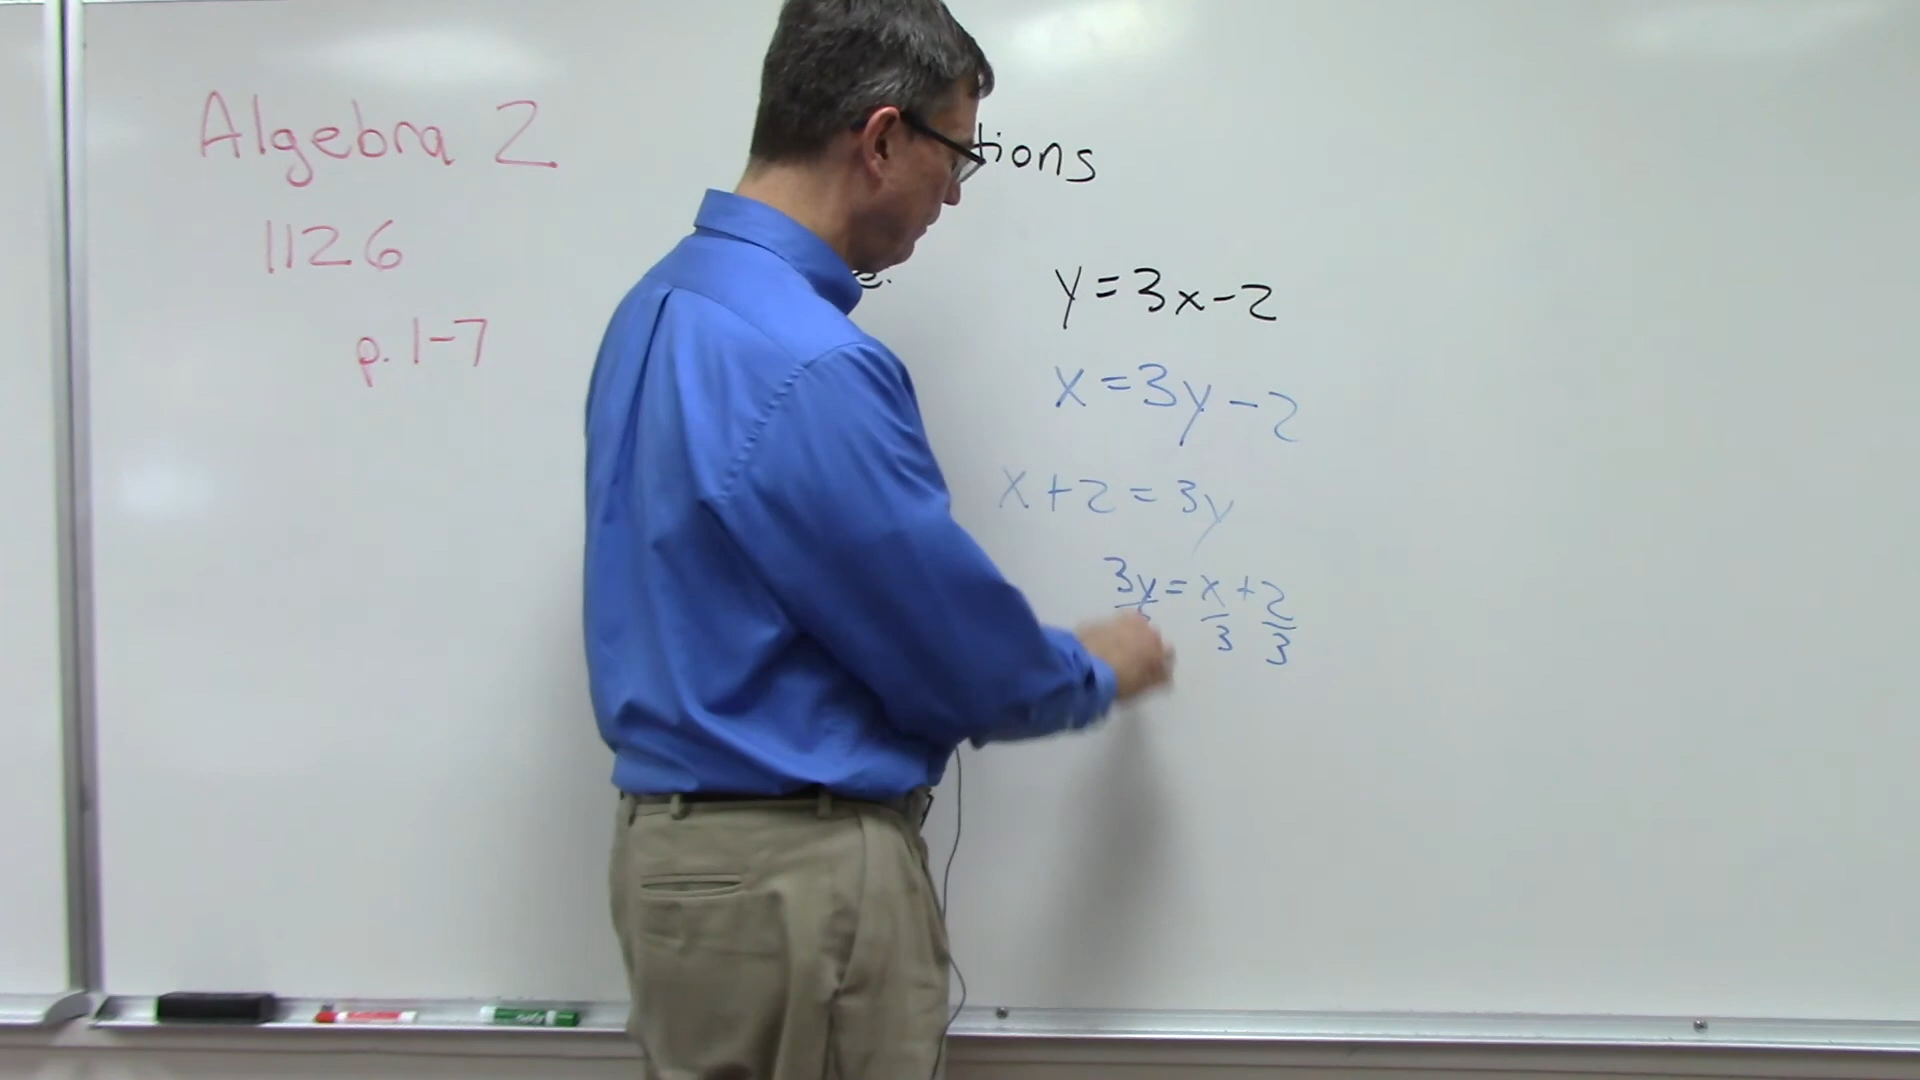 Algebra 2
1126
p. 1-7
tions
e.
y = 3x - 2
x = 3y - 2
x + 2 = 3y
3y = x + 2
3 3